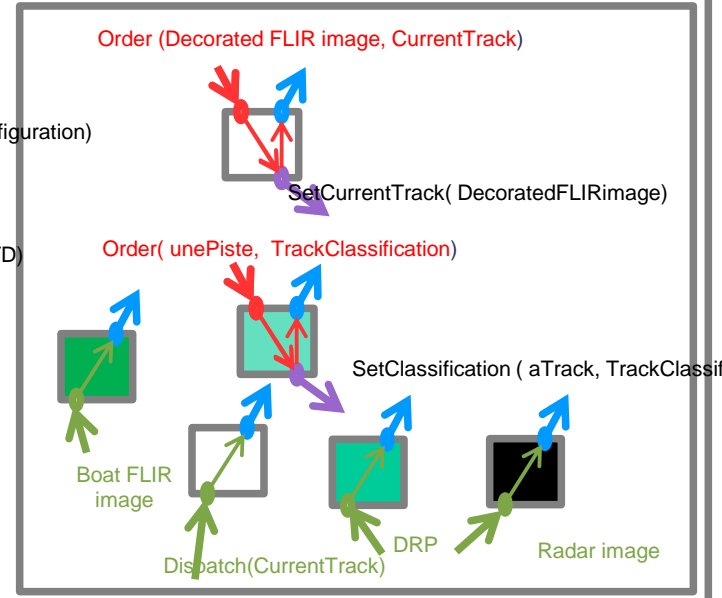 Order (Decorated FLIR image, CurrentTrack)
figuration)
SetCurrentTrack( DecoratedFLIRimage)
D)
Order( unePiste, TrackClassification)
SetClassification ( aTrack, TrackClassif
Boat FLIR
image
DRP
Radar image
Dispatch(CurrentTrack)